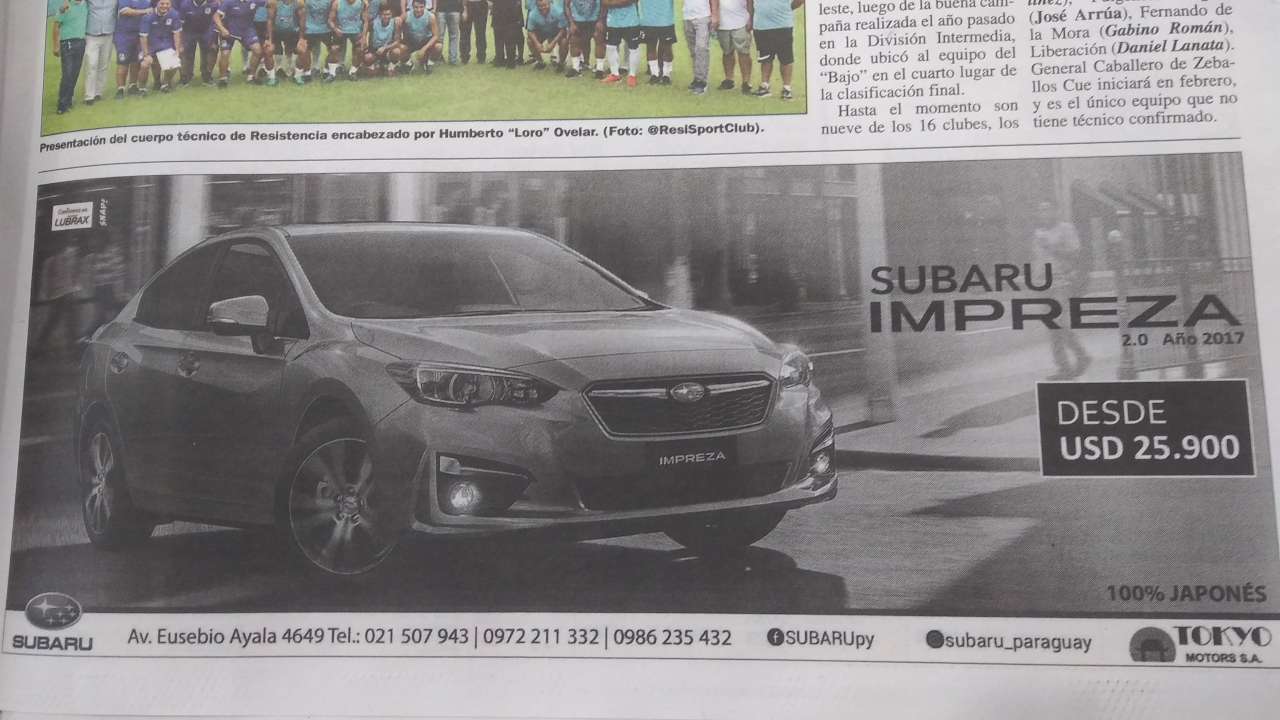 Presentación del cuerpo técnico de Resistencia encabezado por Humberto “Loro” Ovelar. (Foto: @ResiSportClub).
leste, luego de la buena cam-
paña realizada el año pasado
en la División Intermedia,
donde ubicó al equipo del
“Bajo” en el cuarto lugar de
la clasificación final.
Hasta el momento son
nueve de los 16 clubes, los
(José Arrúa), Fernando de
la Mora (Gabino Román),
Liberación (Daniel Lanata).
General Caballero de Zeba-
llos Cue iniciará en febrero,
y es el único equipo que no
tiene técnico confirmado.
LUBRAX
SUBARU
IMPREZA
2.0 Año 2017
DESDE
USD 25.900
IMPREZA
100% JAPONÉS
SUBARU
Av. Eusebio Ayala 4649 Tel.: 021 507 943 | 0972 211 332 | 0986 235 432
SUBARUpy
subaru_paraguay
TOKYO
MOTORS S.A.